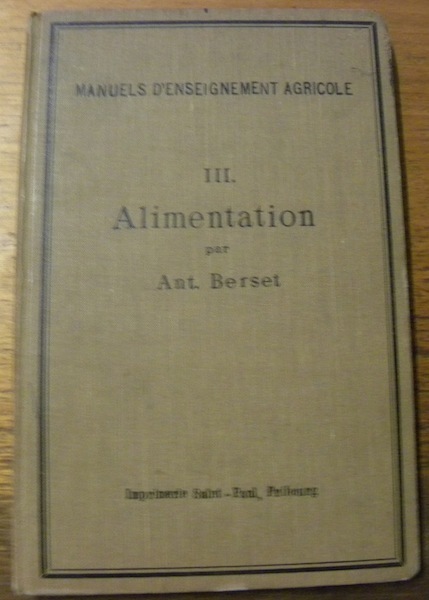 MANUELS D'ENSEIGNEMENT AGRICOLE
III.
Alimentation
par
Ant. Berset
Imprimerie Saint-Paul, Fribourg